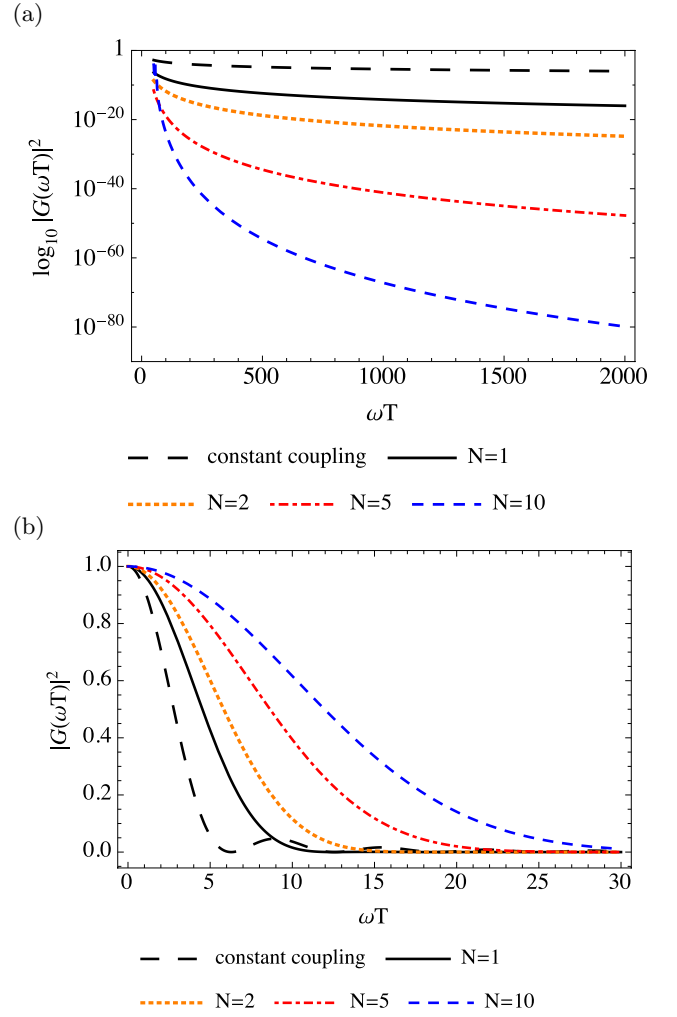 (a)
1
10^-20
10^-40
10^-60
10^-80
log₁₀ |G(ωT)|²
0 500 1000 1500 2000
ωT
constant coupling N=1
N=2 N=5 N=10
(b)
1.0
0.8
0.6
0.4
0.2
0.0
|G(ωT)|²
0 5 10 15 20 25 30
ωT
constant coupling N=1
N=2 N=5 N=10